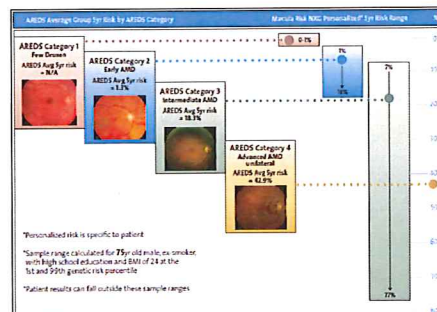 AREDS Average Group 5yr Risk by AREDS Category
Macula Risk NXG Personalized* 5yr Risk Range
AREDS Category 1
Few Drusen
AREDS Avg 5yr risk
= N/A
AREDS Category 2
Early AMD
AREDS Avg 5yr risk
= 1.3%
AREDS Category 3
Intermediate AMD
AREDS Avg 5yr risk
= 18.3%
AREDS Category 4
Advanced AMD
unilateral
AREDS Avg 5yr risk
= 42.9%
0-1%
1%
16%
7%
77%
*Personalized risk is specific to patient
*Sample range calculated for 75yr old male, ex-smoker,
with high school education and BMI of 24 at the
1st and 99th genetic risk percentile
*Patient results can fall outside these sample ranges